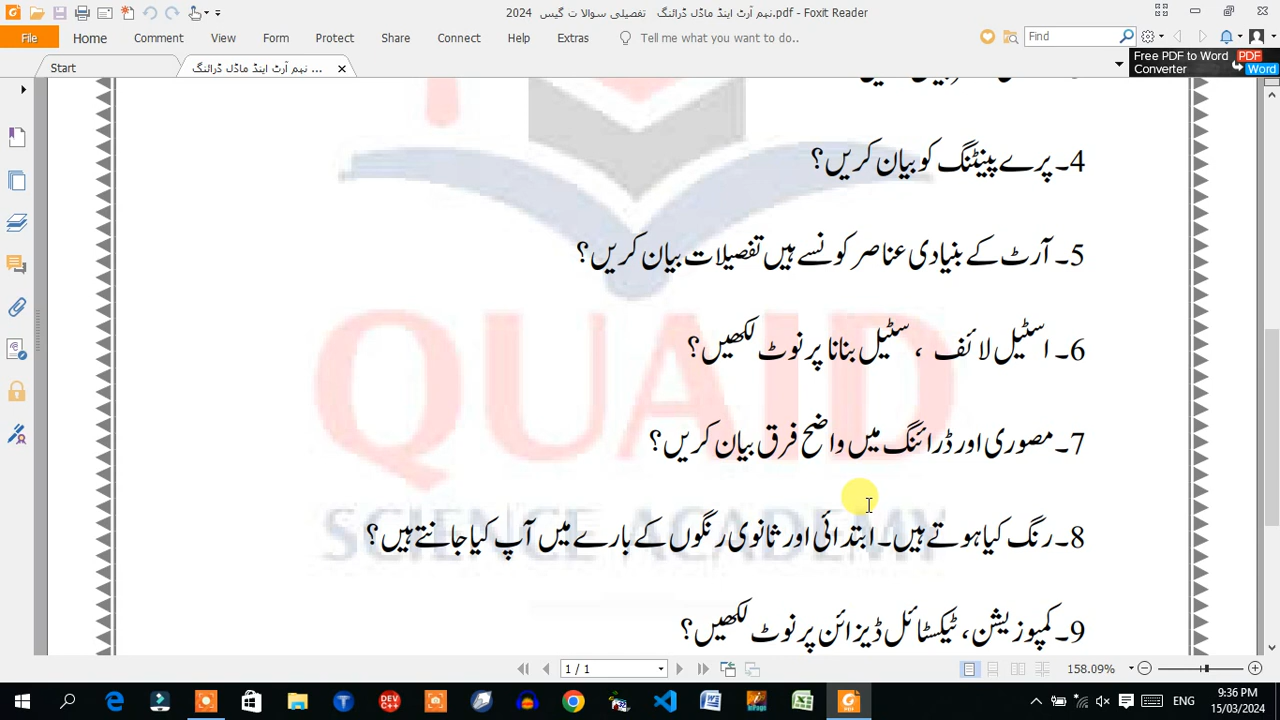 نہم آرٹ اینڈ ماڈل ڈرائنگ تفصیلی سوالات گیس 2024.pdf - Foxit Reader
File Home Comment View Form Protect Share Connect Help Extras Tell me what you want to do.. Find
Start نہم آرٹ اینڈ ماڈل ڈرائنگ ...
Free PDF to Word PDF
Converter Word
4۔ پرے پینٹنگ کو بیان کریں؟
5۔ آرٹ کے بنیادی عناصر کونسے ہیں تفصیلات بیان کریں؟
6۔ اسٹیل لائف ، سٹیل بنانا پر نوٹ لکھیں؟
QUAID
7۔ مصوری اور ڈرائنگ میں واضح فرق بیان کریں؟
SCIENCE ACADEMY
8۔ رنگ کیا ہوتے ہیں۔ ابتدائی اور ثانوی رنگوں کے بارے میں آپ کیا جانتے ہیں؟
9۔ کمپوزیشن، ٹیکسٹائل ڈیزائن پر نوٹ لکھیں؟
1 / 1 158.09%
ENG 9:36 PM
15/03/2024